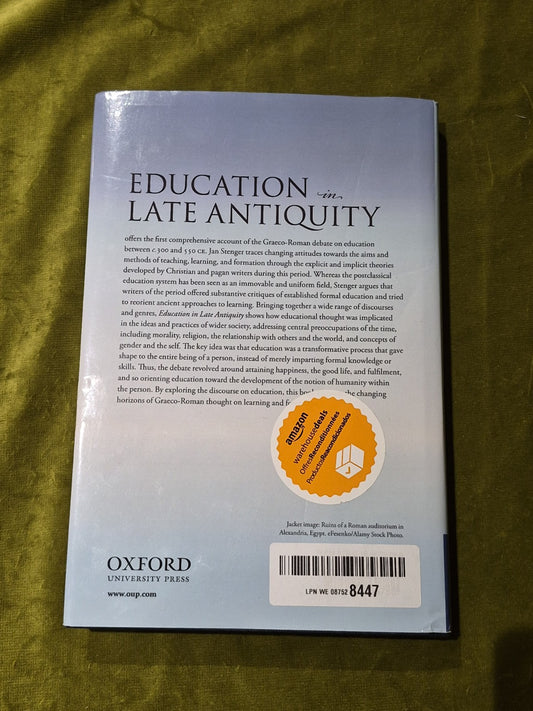 EDUCATION in
LATE ANTIQUITY
offers the first comprehensive account of the Graeco-Roman debate on education
between c. 300 and 550 CE. Jan Stenger traces changing attitudes towards the aims and
methods of teaching, learning, and formation through the explicit and implicit theories
developed by Christian and pagan writers during this period. Whereas the postclassical
education system has been seen as an immovable and uniform field, Stenger argues that
writers of the period offered substantive critiques of established formal education and tried
to reorient ancient approaches to learning. Bringing together a wide range of discourses
and genres, Education in Late Antiquity shows how educational thought was implicated
in the ideas and practices of wider society, addressing central preoccupations of the time,
including morality, religion, the relationship with others and the world, and concepts of
gender and the self. The key idea was that education was a transformative process that gave
shape to the entire being of a person, instead of merely imparting formal knowledge or
skills. Thus, the debate revolved around attaining happiness, the good life, and fulfilment,
and so orienting education toward the development of the notion of humanity within
the person. By exploring the discourse on education, this the changing
horizons of Graeco-Roman thought on learning and
amazon
warehousedeals
OffresReconditionnées
ProductosReacondicionados
Jacket image: Ruins of a Roman auditorium in
Alexandria, Egypt. eFesenko/Alamy Stock Photo.
OXFORD
UNIVERSITY PRESS
www.oup.com
LPN WE 08752 8447